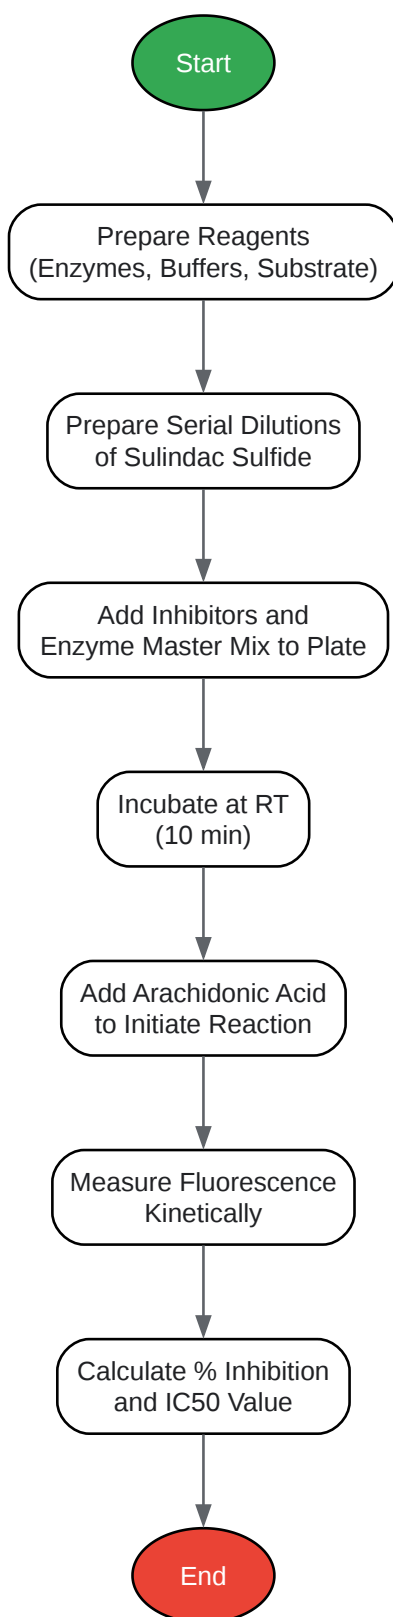 Start
Prepare Reagents
(Enzymes, Buffers, Substrate)
Prepare Serial Dilutions
of Sulindac Sulfide
Add Inhibitors and
Enzyme Master Mix to Plate
Incubate at RT
(10 min)
Add Arachidonic Acid
to Initiate Reaction
Measure Fluorescence
Kinetically
Calculate % Inhibition
and IC50 Value
End